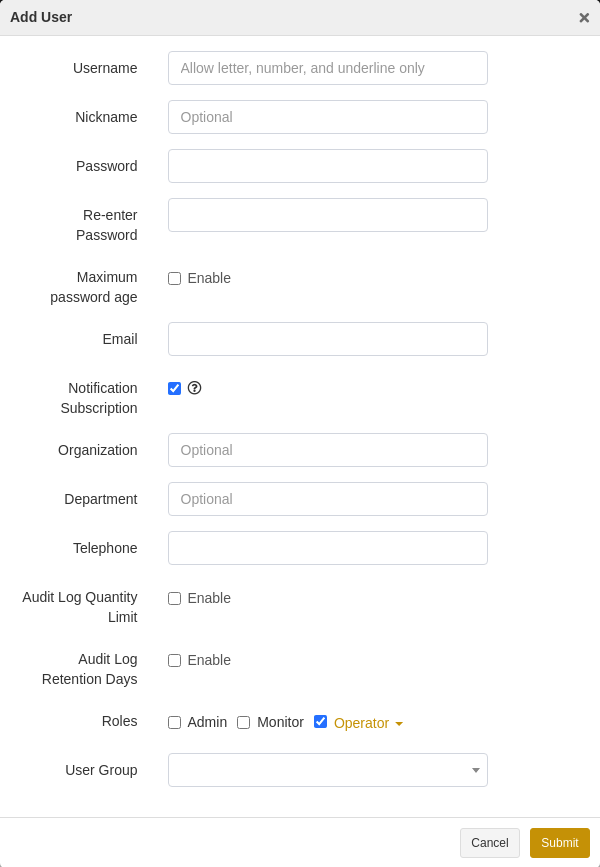 Add User
Username Allow letter, number, and underline only
Nickname Optional
Password
Re-enter
Password
Maximum
password age
Enable
Email
Notification
Subscription
Organization Optional
Department Optional
Telephone
Audit Log Quantity
Limit
Enable
Audit Log
Retention Days
Enable
Roles Admin Monitor Operator
User Group
Cancel Submit